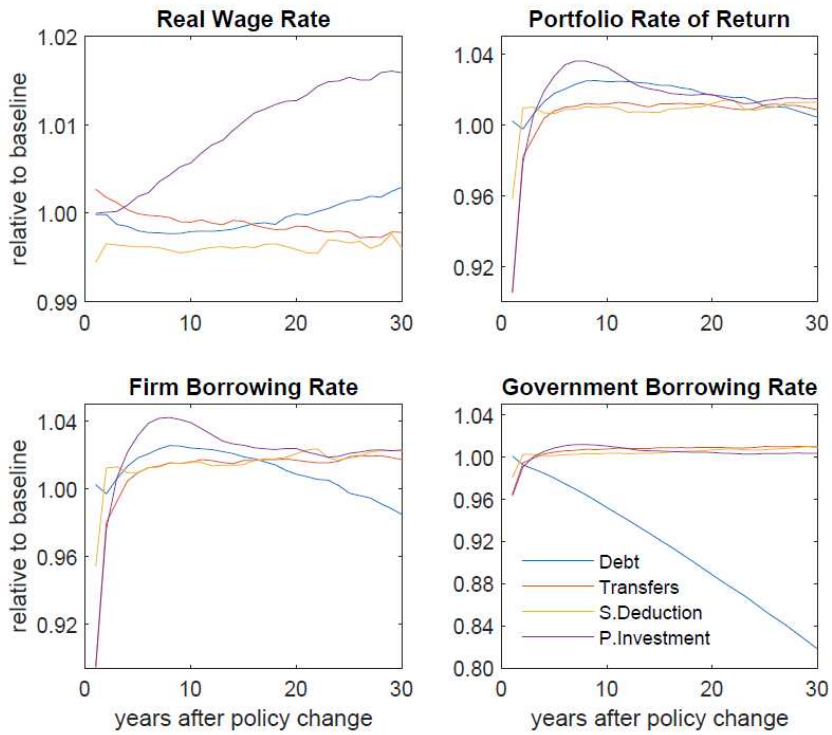 Real Wage Rate
relative to baseline
1.02
1.01
1.00
0.99
0 10 20 30
Portfolio Rate of Return
1.04
1.00
0.96
0.92
0 10 20 30
Firm Borrowing Rate
relative to baseline
1.04
1.00
0.96
0.92
0 10 20 30
years after policy change
Government Borrowing Rate
1.04
1.00
0.96
0.92
0.88
0.84
0.80
Debt
Transfers
S.Deduction
P.Investment
0 10 20 30
years after policy change